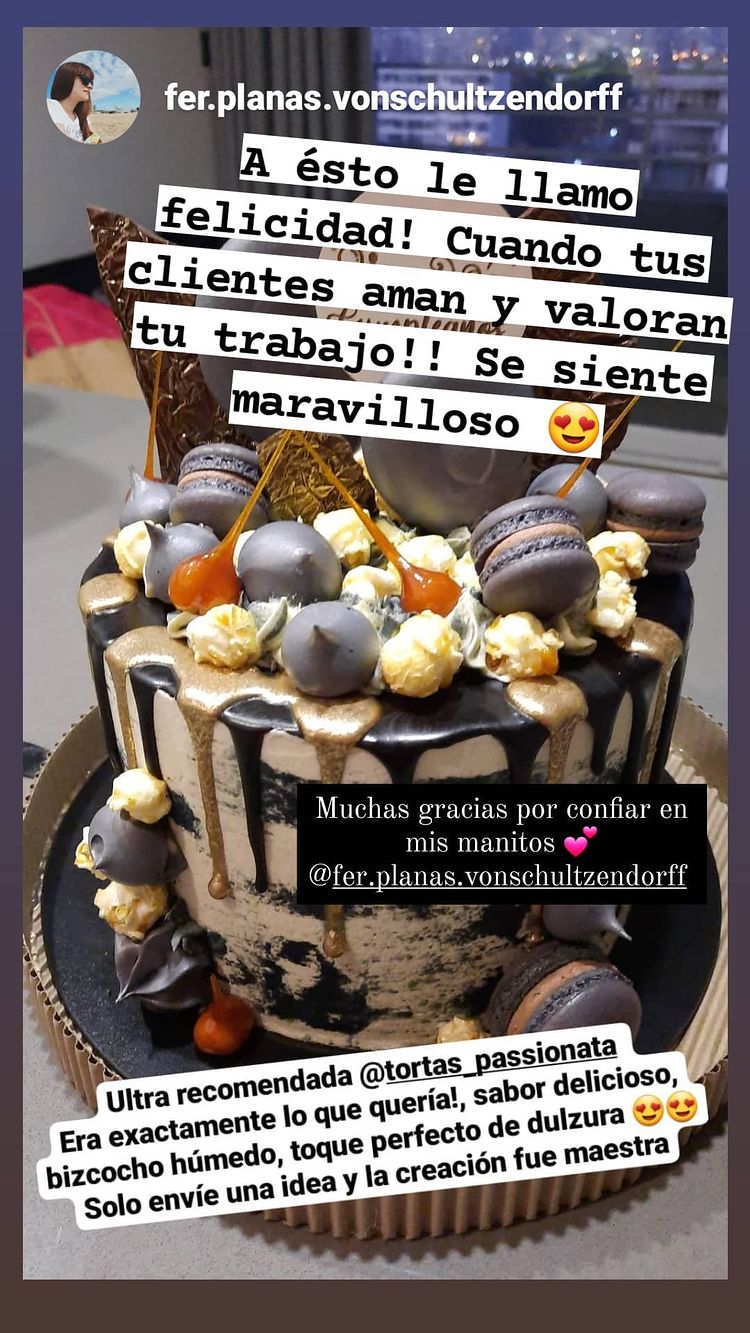 fer.planas.vonschultzendorff
A ésto le llamo
felicidad! Cuando tus
clientes aman y valoran
tu trabajo!! Se siente
maravilloso 😍
Muchas gracias por confiar en
mis manitos 💕
@fer.planas.vonschultzendorff
Ultra recomendada @tortas_passionata
Era exactamente lo que quería!, sabor delicioso,
bizcocho húmedo, toque perfecto de dulzura 😍😍
Solo envíe una idea y la creación fue maestra